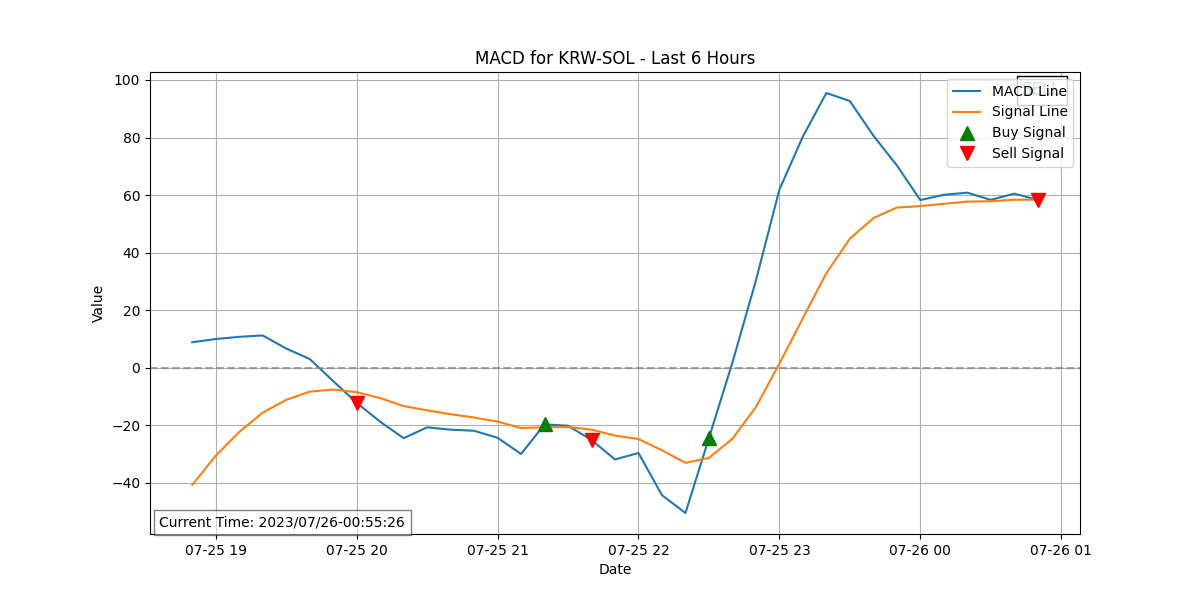 MACD for KRW-SOL - Last 6 Hours
100
80
60
40
20
0
−20
−40
Value
MACD Line
Signal Line
Buy Signal
Sell Signal
Current Time: 2023/07/26-00:55:26
07-25 19
07-25 20
07-25 21
07-25 22
07-25 23
07-26 00
07-26 01
Date